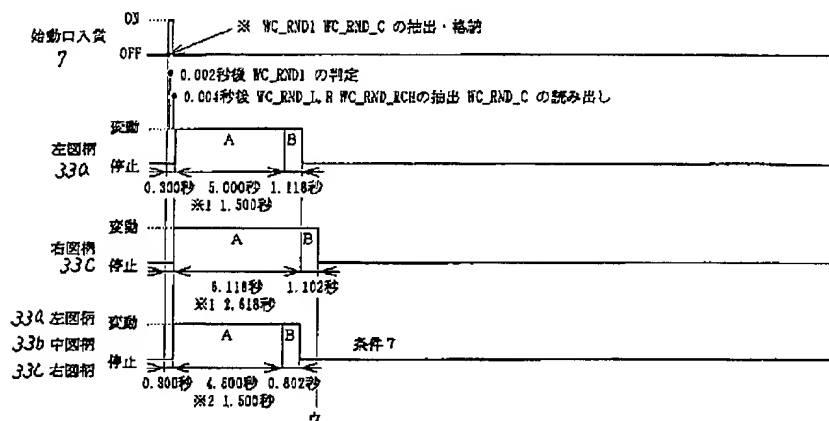 ON
※ WC_RND1 WC_RND_C の抽出・格納
始動口入賞
7
OFF
0.002秒後 WC_RND1 の判定
0.004秒後 WC_RND_L,R WC_RND_RCHの抽出 WC_RND_C の読み出し
変動
A
B
左図柄
33a
停止
0.300秒 5.000秒 1.118秒
※1 1.500秒
変動
A
B
右図柄
33C
停止
6.118秒 1.102秒
※1 2.618秒
33a 左図柄
変動
A
B
33b 中図柄
条件7
停止
33c 右図柄
0.300秒 4.800秒 0.802秒
※2 1.500秒
ウ